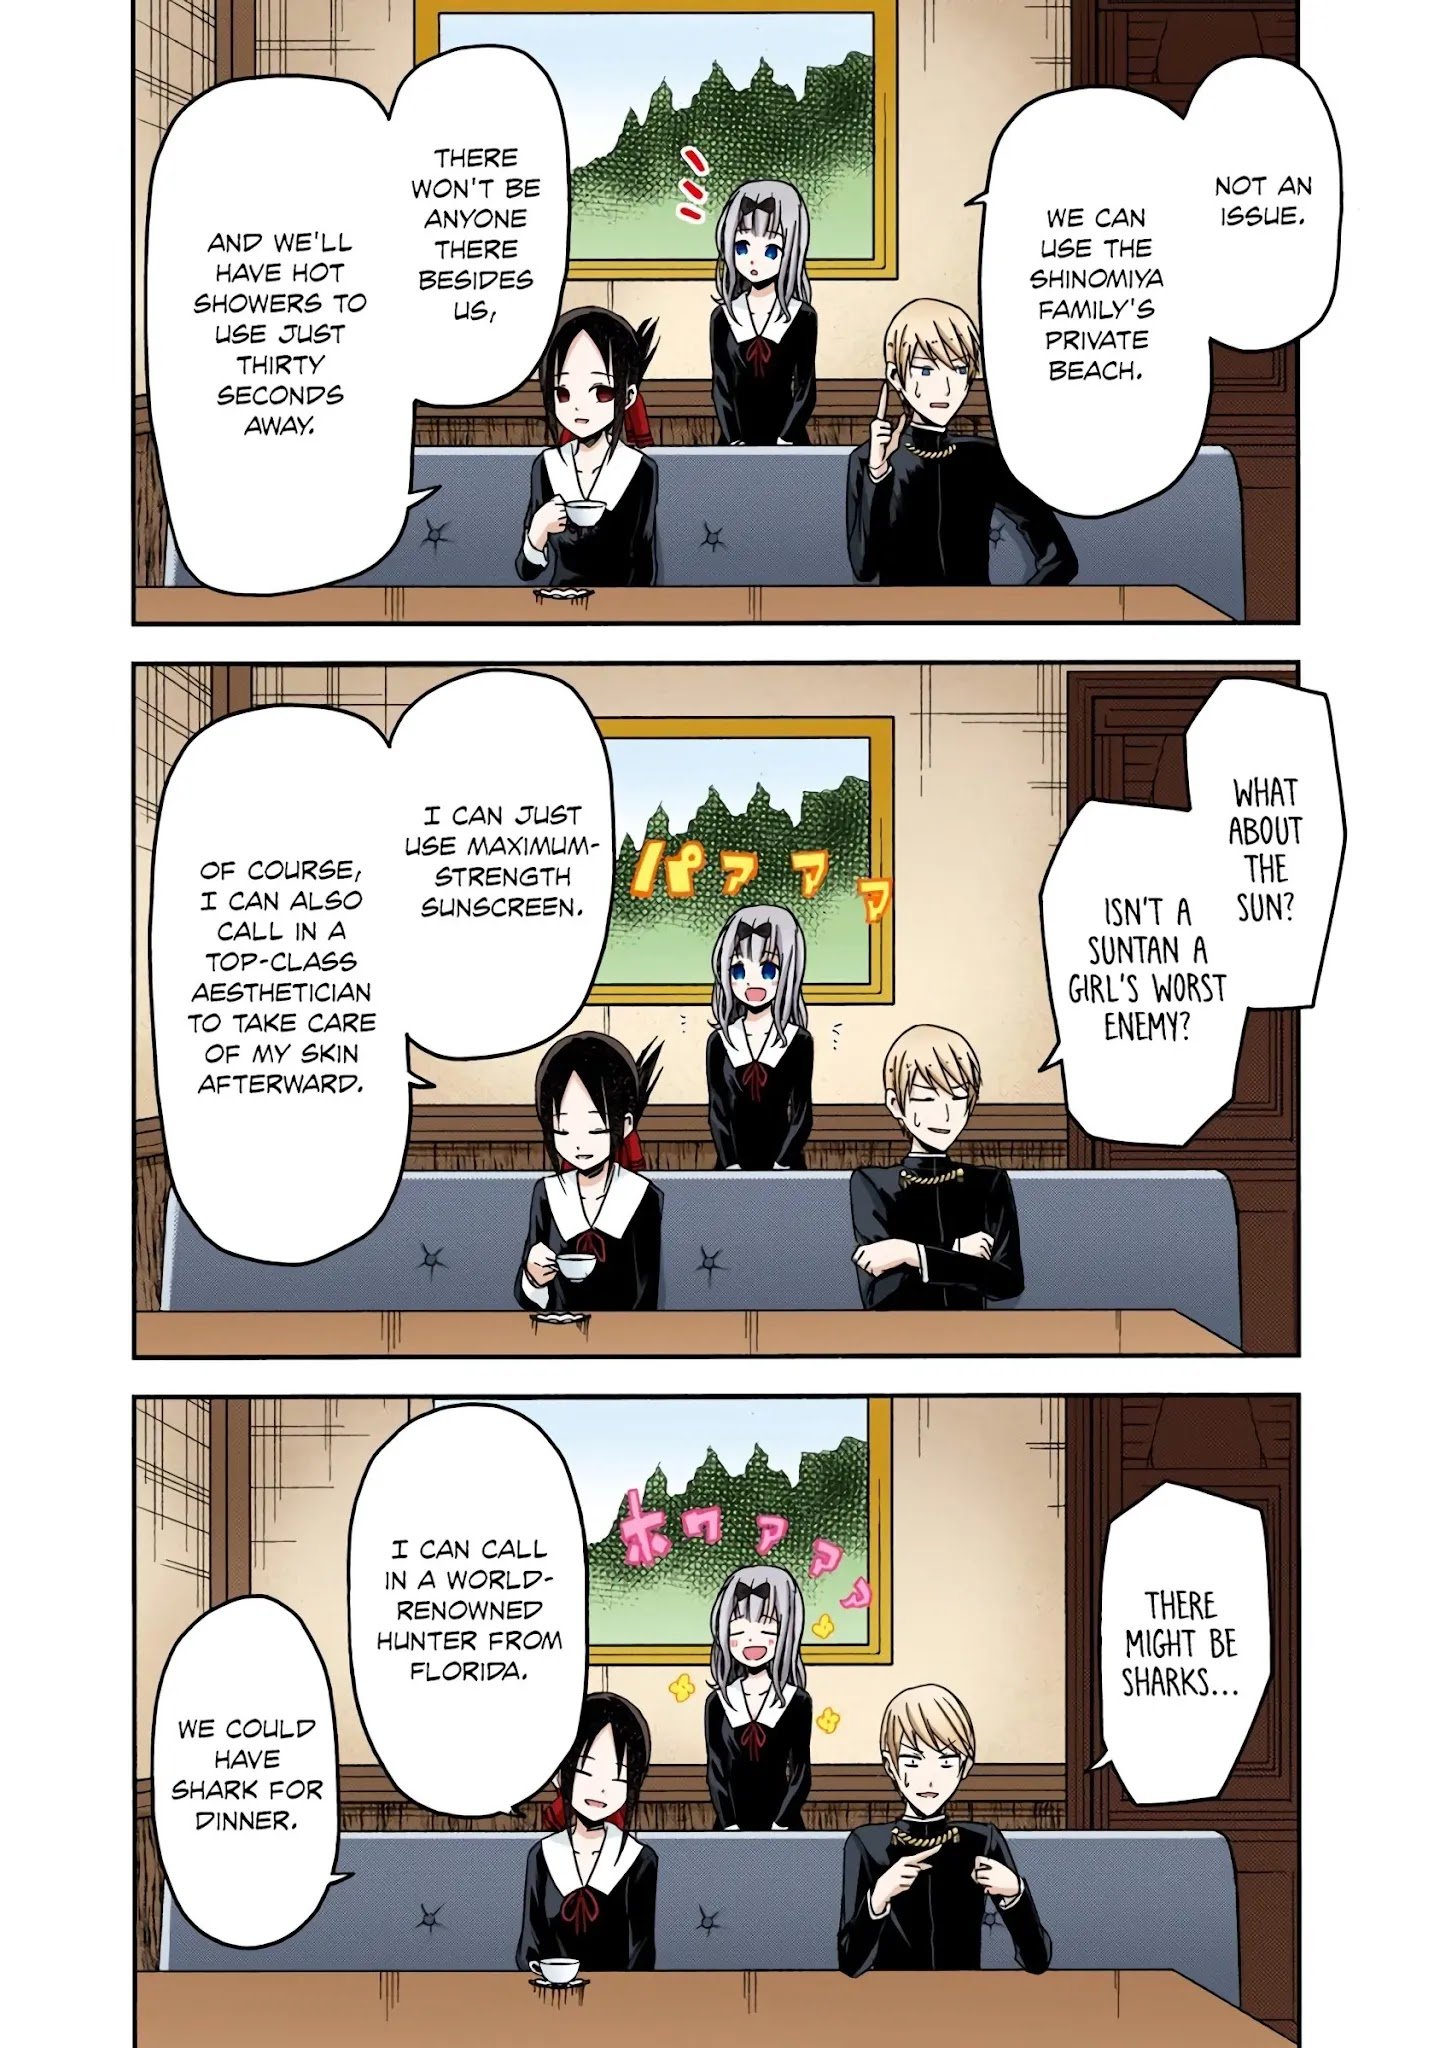 NOT AN
ISSUE.
WE CAN
USE THE
SHINOMIYA
FAMILY'S
PRIVATE
BEACH.
THERE
WON'T BE
ANYONE
THERE
BESIDES
US,
AND WE'LL
HAVE HOT
SHOWERS TO
USE JUST
THIRTY
SECONDS
AWAY.
WHAT
ABOUT
THE
SUN?
ISN'T A
SUNTAN A
GIRL'S WORST
ENEMY?
パァァァ
I CAN JUST
USE MAXIMUM-
STRENGTH
SUNSCREEN.
OF COURSE,
I CAN ALSO
CALL IN A
TOP-CLASS
AESTHETICIAN
TO TAKE CARE
OF MY SKIN
AFTERWARD.
THERE
MIGHT BE
SHARKS...
ホワァァァ
I CAN CALL
IN A WORLD-
RENOWNED
HUNTER FROM
FLORIDA.
WE COULD
HAVE
SHARK FOR
DINNER.